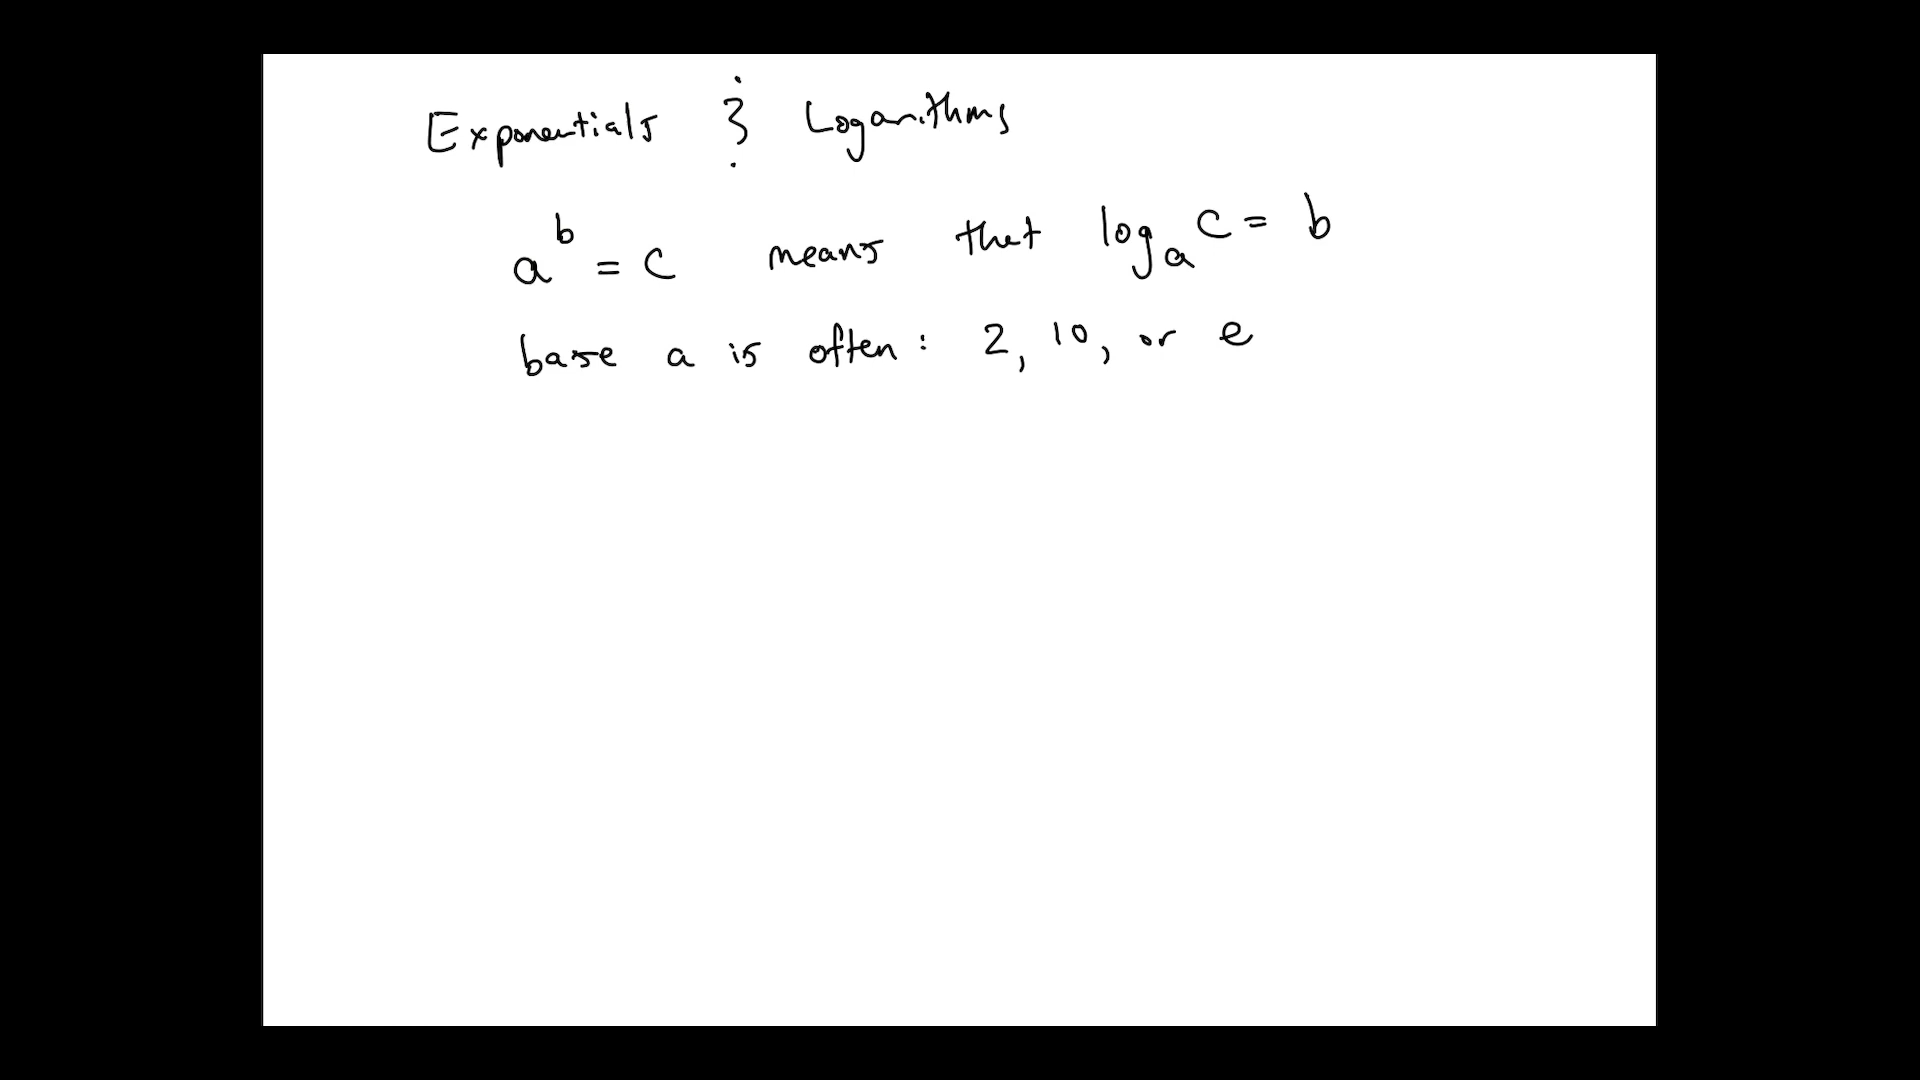 Exponentials & Logarithms
a^b = c means that log_a c = b
base a is often: 2, 10, or e